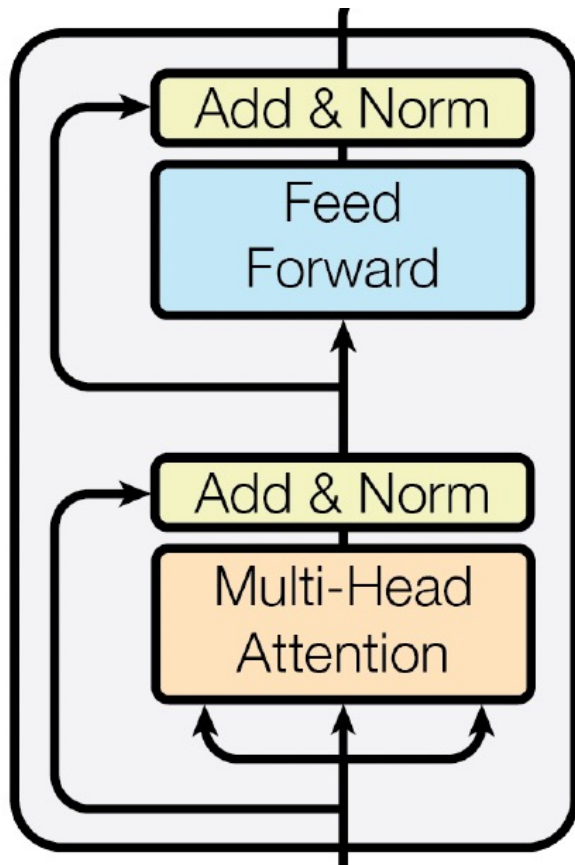 Add & Norm
Feed
Forward
Add & Norm
Multi-Head
Attention